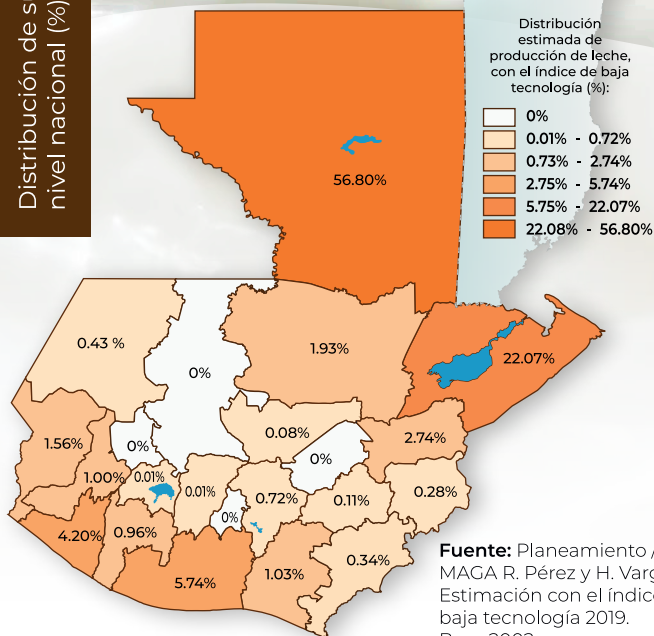 Distribución de
nivel nacional (%)
Distribución
estimada de
producción de leche,
con el índice de baja
tecnología (%):
0%
0.01% - 0.72%
0.73% - 2.74%
2.75% - 5.74%
5.75% - 22.07%
22.08% - 56.80%
56.80%
0.43 %
0%
1.93%
22.07%
1.56%
0%
0.08%
0%
2.74%
1.00%
0.01%
0.01%
0%
0.72%
0.11%
0.28%
4.20%
0.96%
5.74%
1.03%
0.34%
Fuente: Planeamiento /
MAGA R. Pérez y H. Varg
Estimación con el índice
baja tecnología 2019.